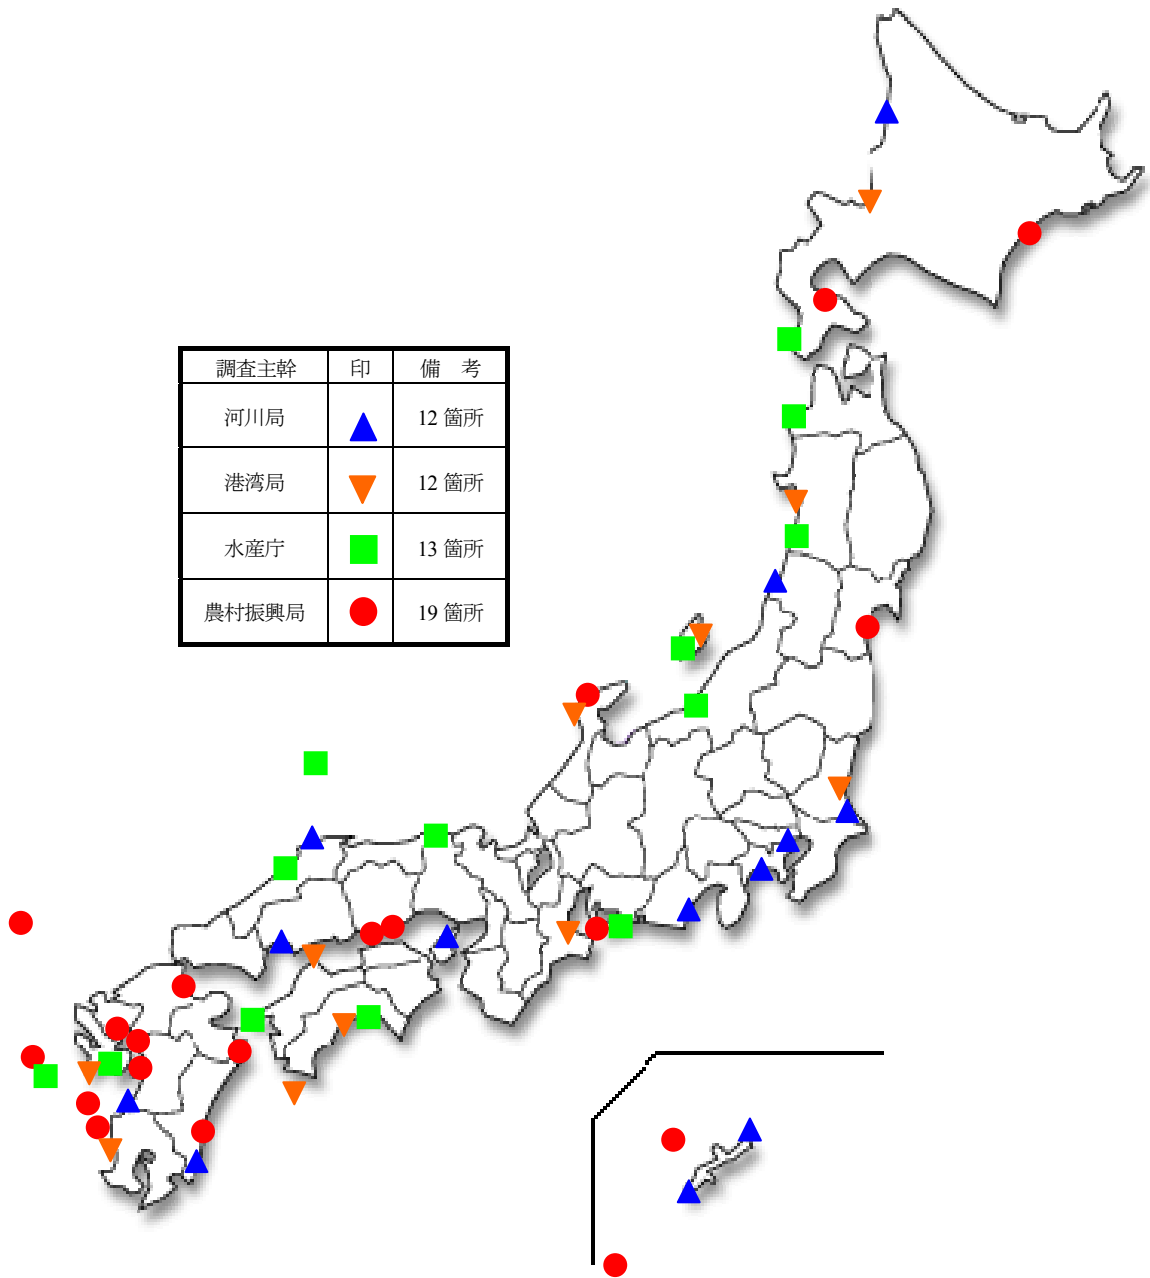 調査主幹 印 備　考
河川局 12 箇所
港湾局 12 箇所
水産庁 13 箇所
農村振興局 19 箇所